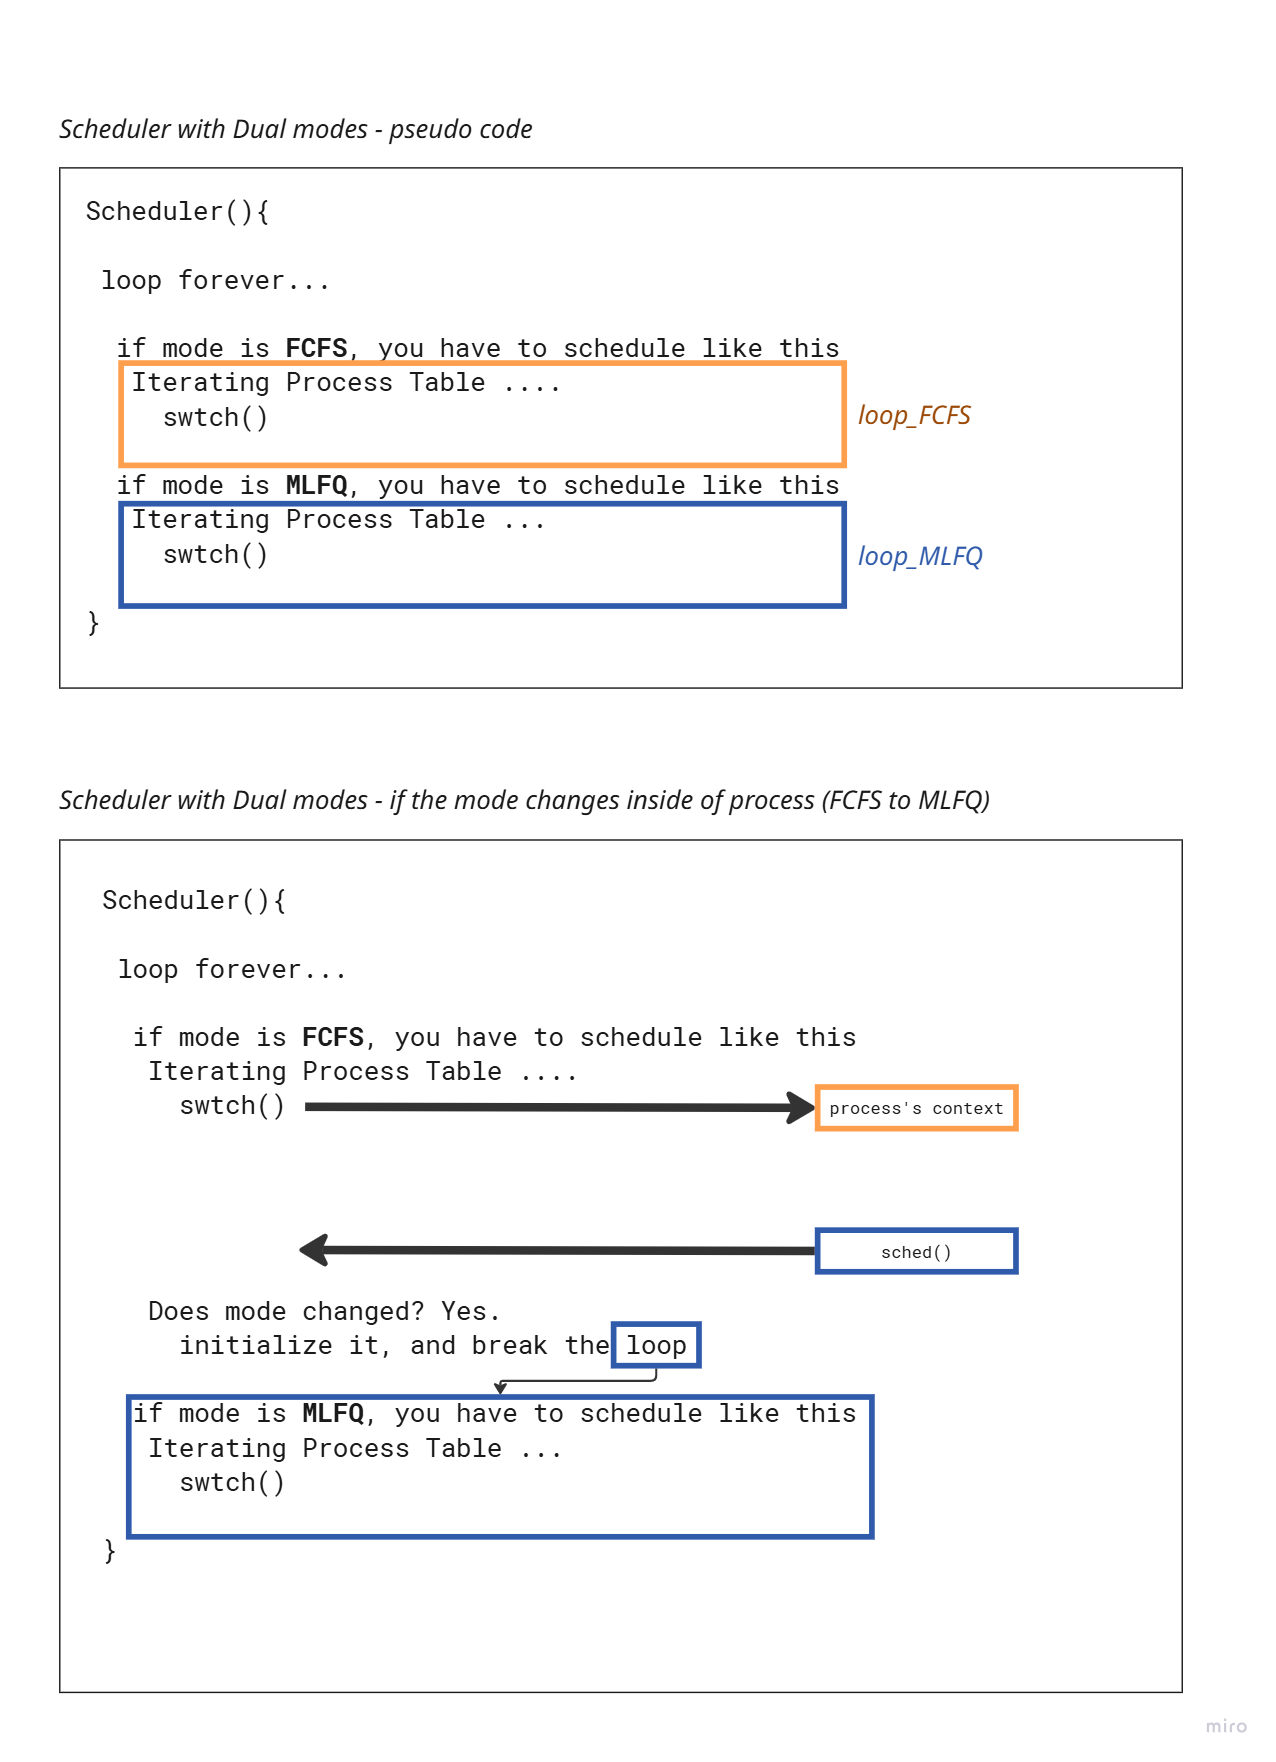 Scheduler with Dual modes - pseudo code
Scheduler(){
loop forever...
if mode is FCFS, you have to schedule like this
Iterating Process Table ....
swtch()
loop_FCFS
if mode is MLFQ, you have to schedule like this
Iterating Process Table ...
swtch()
loop_MLFQ
}
Scheduler with Dual modes - if the mode changes inside of process (FCFS to MLFQ)
Scheduler(){
loop forever...
if mode is FCFS, you have to schedule like this
Iterating Process Table ....
swtch()
process's context
sched()
Does mode changed? Yes.
initialize it, and break the loop
if mode is MLFQ, you have to schedule like this
Iterating Process Table ...
swtch()
}
miro